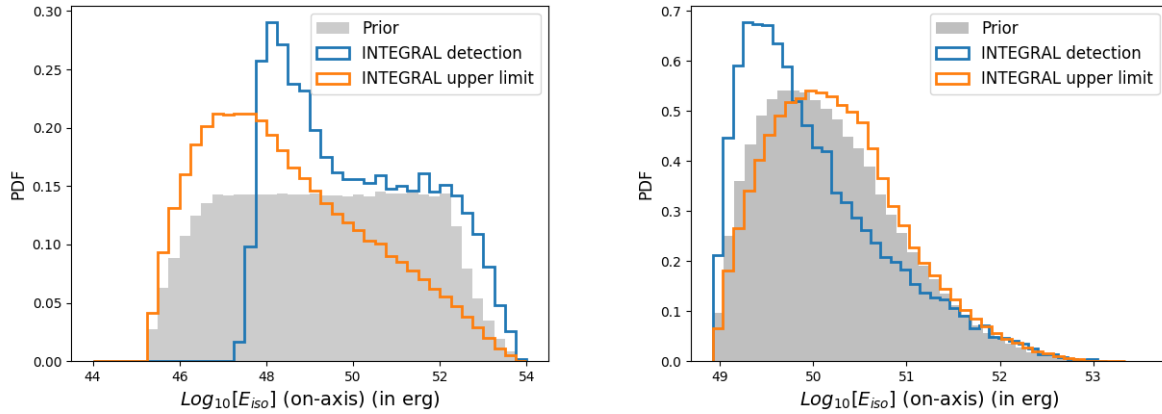 0.30
0.25
0.20
0.15
0.10
0.05
0.00
PDF
Prior
INTEGRAL detection
INTEGRAL upper limit
44 46 48 50 52 54
Log10[Eiso] (on-axis) (in erg)
0.7
0.6
0.5
0.4
0.3
0.2
0.1
0.0
PDF
Prior
INTEGRAL detection
INTEGRAL upper limit
49 50 51 52 53
Log10[Eiso] (on-axis) (in erg)